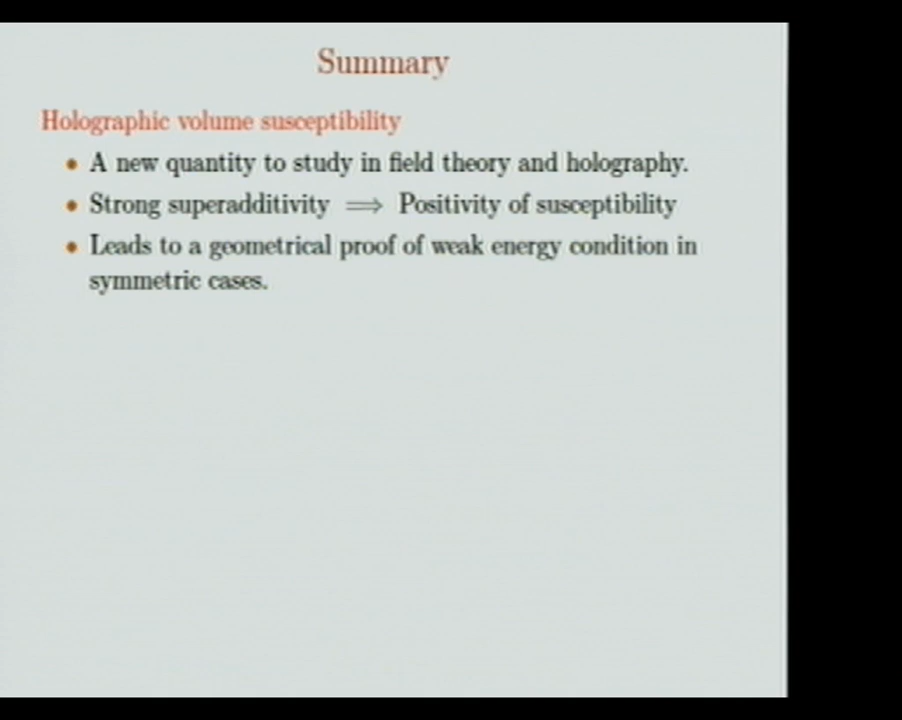 Summary
Holographic volume susceptibility
• A new quantity to study in field theory and holography.
• Strong superadditivity ⟹ Positivity of susceptibility
• Leads to a geometrical proof of weak energy condition in
symmetric cases.